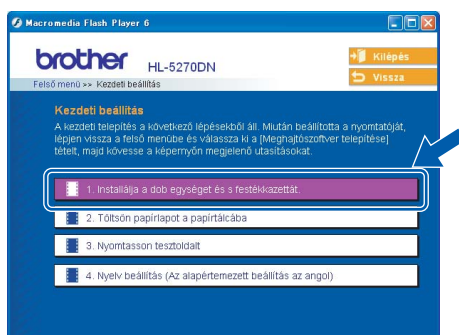 Macromedia Flash Player 6
brother HL-5270DN
Kilépés
Vissza
Felső menü >> Kezdeti beállítás
Kezdeti beállítás
A kezdeti telepítés a következő lépésekből áll. Miután beállította a nyomtatóját,
lépjen vissza a felső menübe és válassza ki a [Meghajtószoftver telepítése]
tételt, majd kövesse a képernyőn megjelenő utasításokat.
1. Installálja a dob egységet és s festékkazettát.
2. Töltsön papírlapot a papírtálcába
3. Nyomtasson tesztoldalt
4. Nyelv beállítás (Az alapértemezett beállítás az angol)